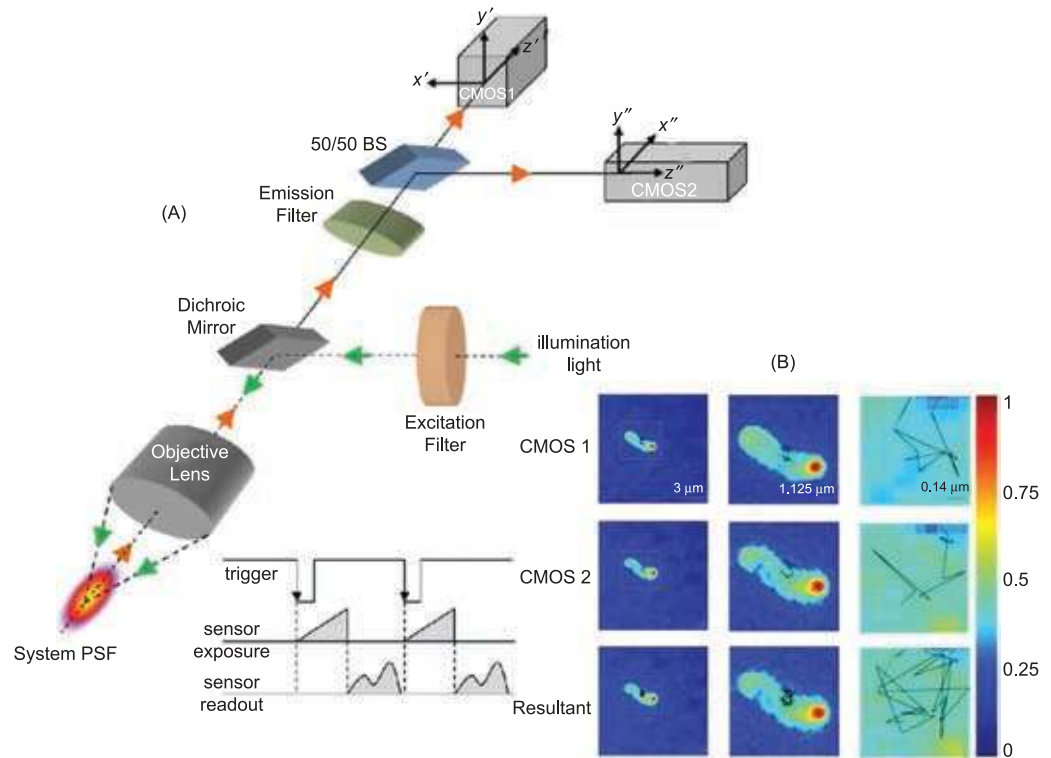 y′
z′
x′
CMOS1
50/50 BS
y″
x″
z″
CMOS2
Emission
Filter
(A)
Dichroic
Mirror
illumination
light
(B)
Excitation
Filter
Objective
Lens
CMOS 1
3 μm
1.125 μm
0.14 μm
1
0.75
0.5
0.25
0
CMOS 2
Resultant
trigger
sensor
exposure
sensor
readout
System PSF